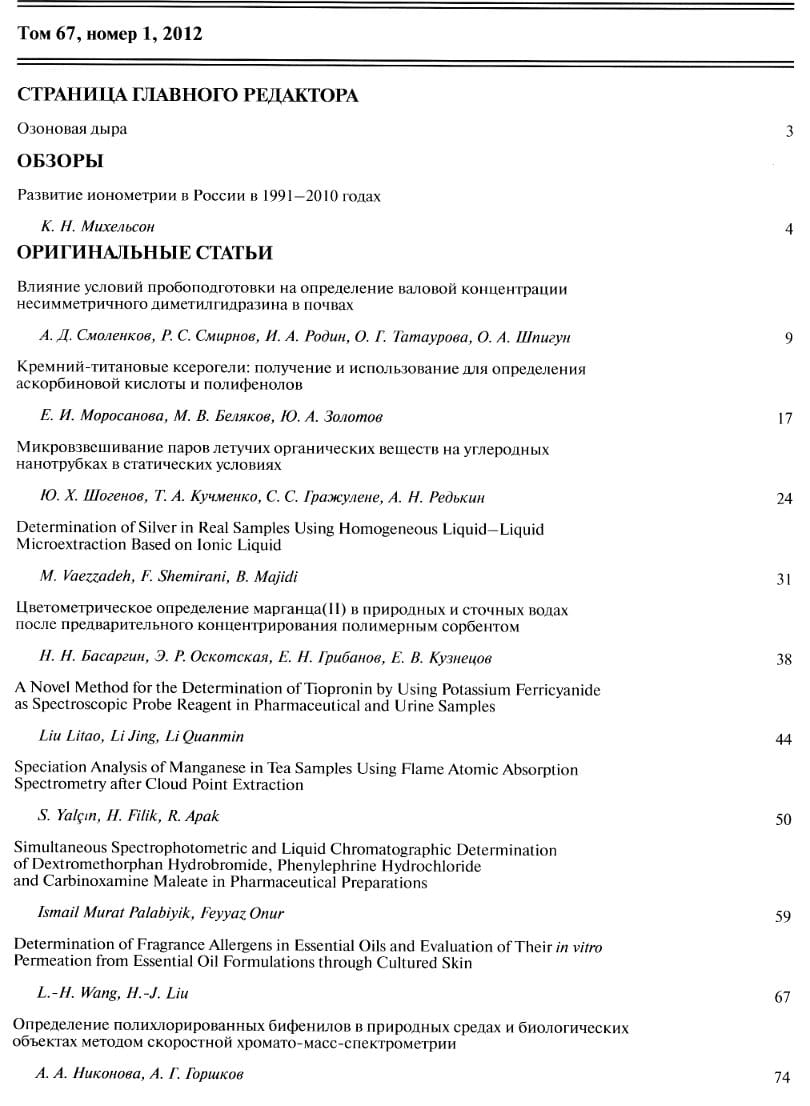 Том 67, номер 1, 2012
СТРАНИЦА ГЛАВНОГО РЕДАКТОРА
Озоновая дыра 3
ОБЗОРЫ
Развитие ионометрии в России в 1991–2010 годах
К. Н. Михельсон 4
ОРИГИНАЛЬНЫЕ СТАТЬИ
Влияние условий пробоподготовки на определение валовой концентрации
несимметричного диметилгидразина в почвах
А. Д. Смоленков, Р. С. Смирнов, И. А. Родин, О. Г. Татаурова, О. А. Шпигун 9
Кремний-титановые ксерогели: получение и использование для определения
аскорбиновой кислоты и полифенолов
Е. И. Моросанова, М. В. Беляков, Ю. А. Золотов 17
Микровзвешивание паров летучих органических веществ на углеродных
нанотрубках в статических условиях
Ю. Х. Шогенов, Т. А. Кучменко, С. С. Гражулене, А. Н. Редькин 24
Determination of Silver in Real Samples Using Homogeneous Liquid–Liquid
Microextraction Based on Ionic Liquid
M. Vaezzadeh, F. Shemirani, B. Majidi 31
Цветометрическое определение марганца(II) в природных и сточных водах
после предварительного концентрирования полимерным сорбентом
Н. Н. Басаргин, Э. Р. Оскотская, Е. Н. Грибанов, Е. В. Кузнецов 38
A Novel Method for the Determination of Tiopronin by Using Potassium Ferricyanide
as Spectroscopic Probe Reagent in Pharmaceutical and Urine Samples
Liu Litao, Li Jing, Li Quanmin 44
Speciation Analysis of Manganese in Tea Samples Using Flame Atomic Absorption
Spectrometry after Cloud Point Extraction
S. Yalçın, H. Filik, R. Apak 50
Simultaneous Spectrophotometric and Liquid Chromatographic Determination
of Dextromethorphan Hydrobromide, Phenylephrine Hydrochloride
and Carbinoxamine Maleate in Pharmaceutical Preparations
Ismail Murat Palabiyik, Feyyaz Onur 59
Determination of Fragrance Allergens in Essential Oils and Evaluation of Their in vitro
Permeation from Essential Oil Formulations through Cultured Skin
L.-H. Wang, H.-J. Liu 67
Определение полихлорированных бифенилов в природных средах и биологических
объектах методом скоростной хромато-масс-спектрометрии
А. А. Никонова, А. Г. Горшков 74